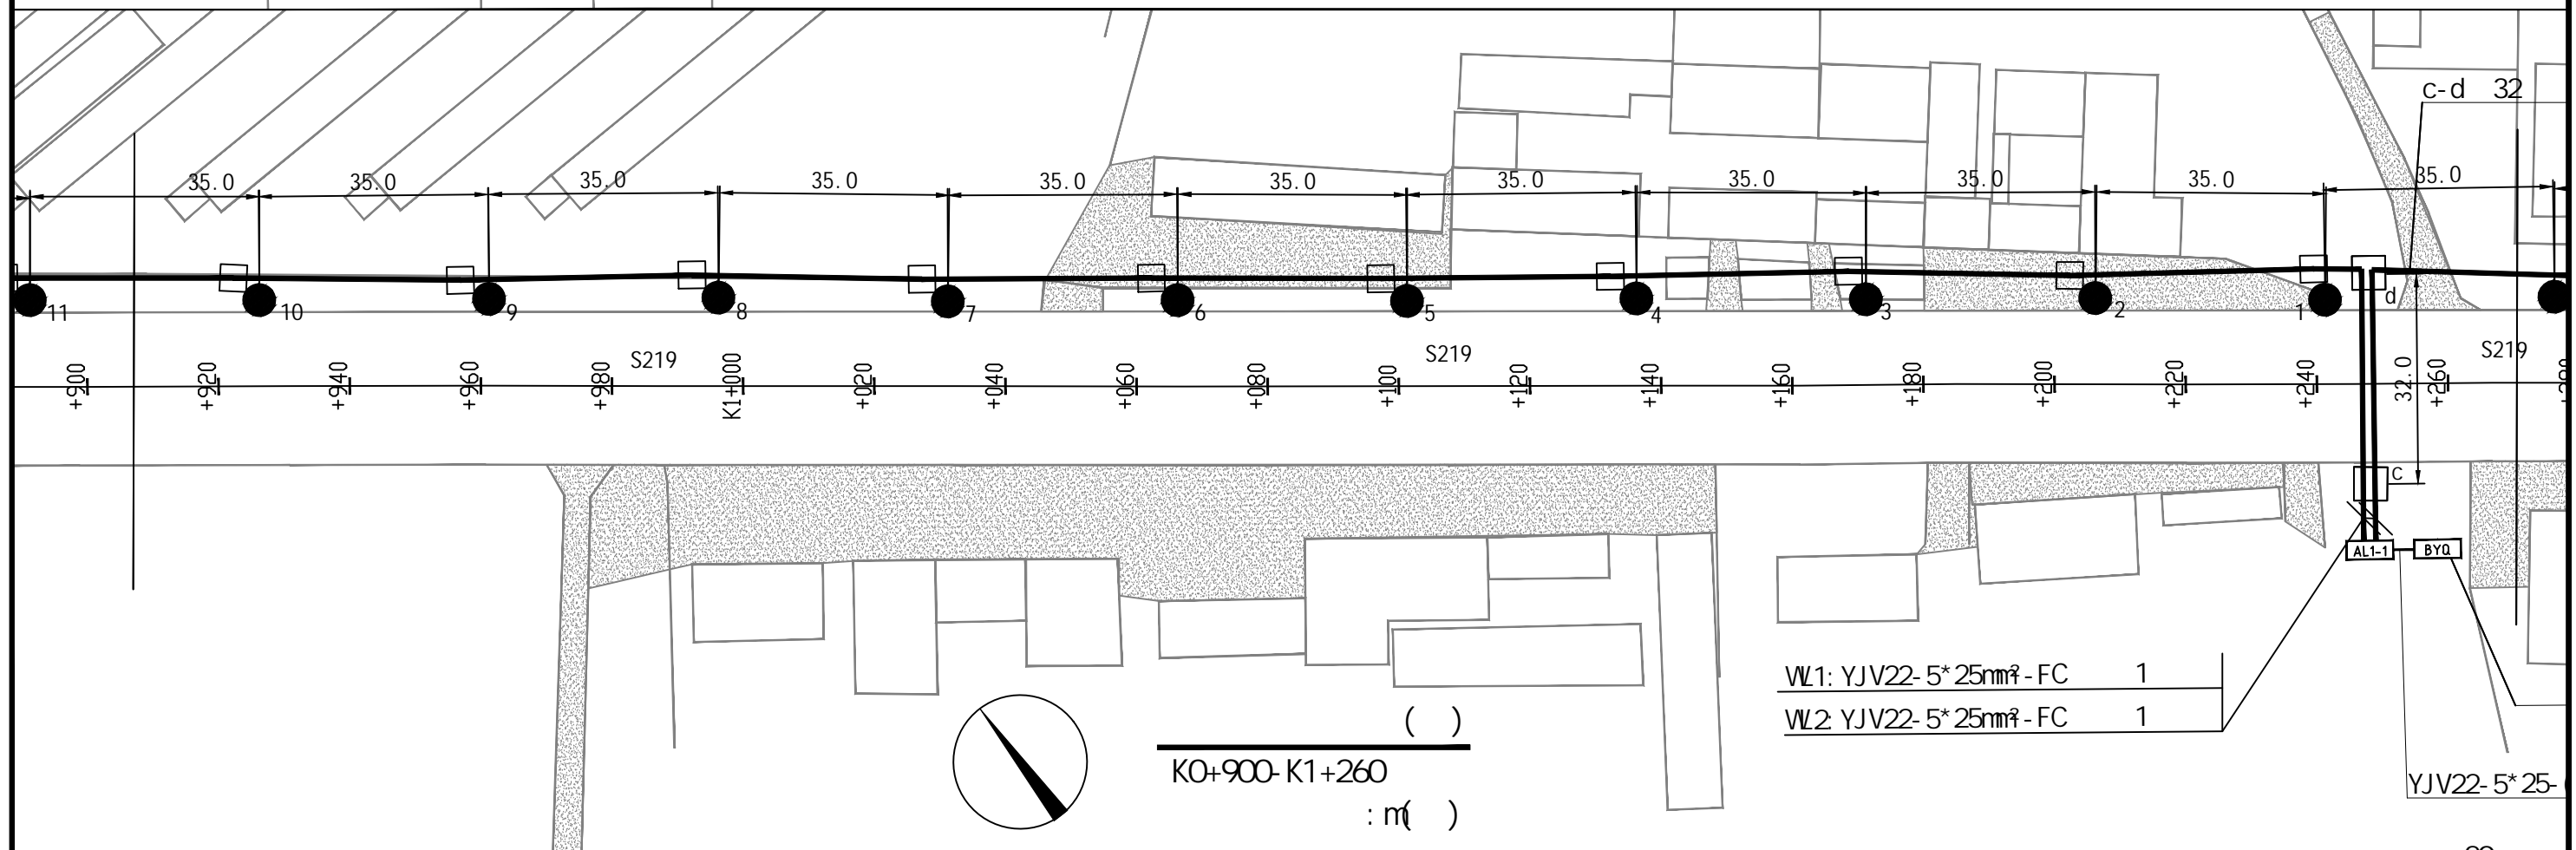 c-d 32
35.0 35.0 35.0 35.0 35.0 35.0 35.0 35.0 35.0 35.0 35.0
11 10 9 8 7 6 5 4 3 2 1 d
S219 S219 S219
+900 +920 +940 +960 +980 K1+000 +020 +040 +060 +080 +100 +120 +140 +160 +180 +200 +220 +240 32.0 +260
c
AL1-1 BYQ
WL1: YJV22-5*25mm²-FC 1
WL2: YJV22-5*25mm²-FC 1
( )
K0+900-K1+260
: m( )
YJV22-5*25-